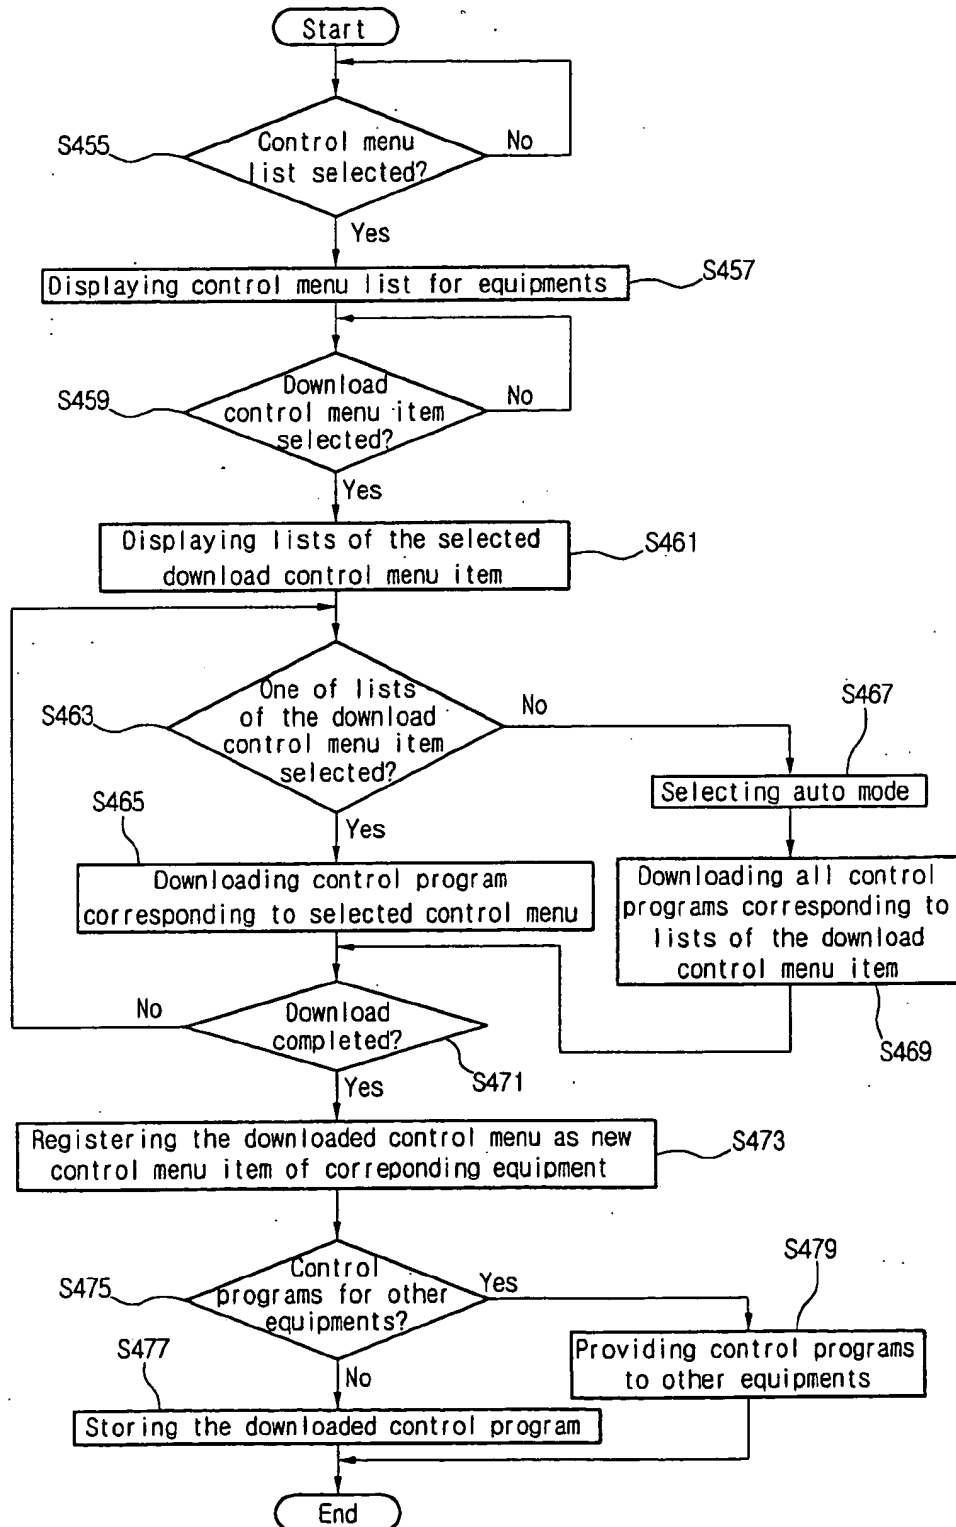 Start
Control menu
list selected?
No
S455
Yes
Displaying control menu list for equipments
S457
Download
control menu item
selected?
No
S459
Yes
Displaying lists of the selected
download control menu item
S461
One of lists
of the download
control menu item
selected?
No
S463
S467
Selecting auto mode
S465
Yes
Downloading control program
corresponding to selected control menu
Downloading all control
programs corresponding to
lists of the download
control menu item
S469
No
Download
completed?
S471
Yes
Registering the downloaded control menu as new
control menu item of correponding equipment
S473
Control
programs for other
equipments?
S475
Yes
S479
Providing control programs
to other equipments
S477
No
Storing the downloaded control program
End